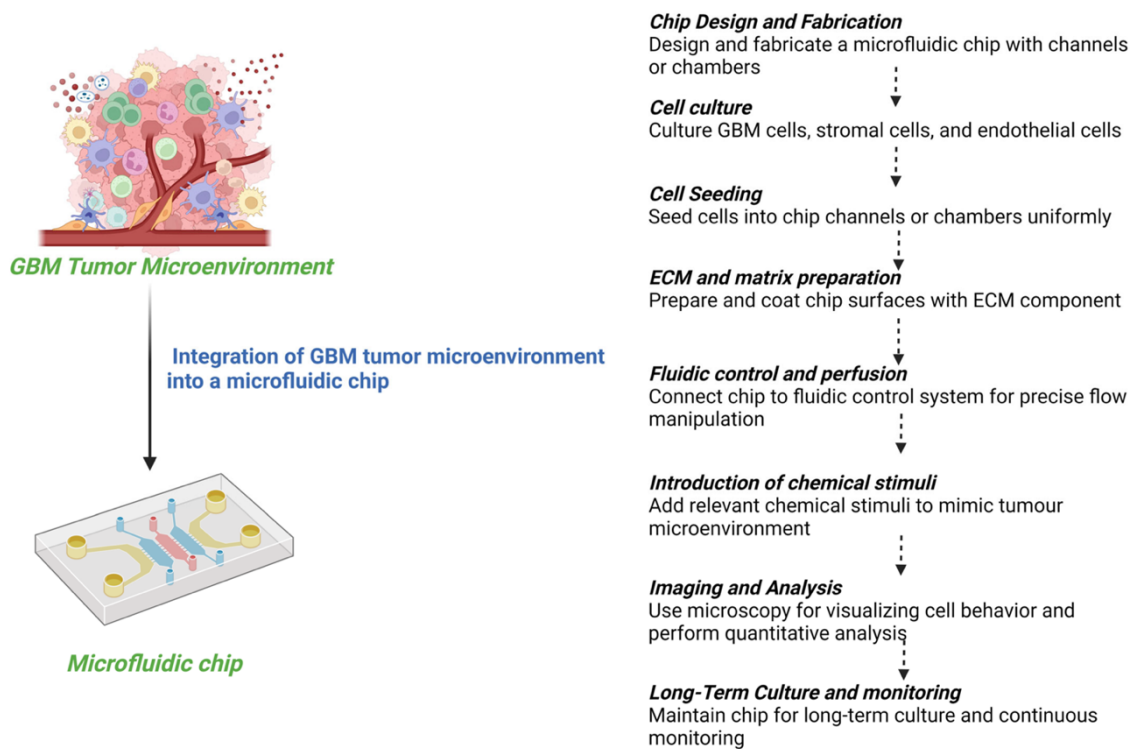 GBM Tumor Microenvironment
Integration of GBM tumor microenvironment
into a microfluidic chip
Microfluidic chip
Chip Design and Fabrication
Design and fabricate a microfluidic chip with channels
or chambers
Cell culture
Culture GBM cells, stromal cells, and endothelial cells
Cell Seeding
Seed cells into chip channels or chambers uniformly
ECM and matrix preparation
Prepare and coat chip surfaces with ECM component
Fluidic control and perfusion
Connect chip to fluidic control system for precise flow
manipulation
Introduction of chemical stimuli
Add relevant chemical stimuli to mimic tumour
microenvironment
Imaging and Analysis
Use microscopy for visualizing cell behavior and
perform quantitative analysis
Long-Term Culture and monitoring
Maintain chip for long-term culture and continuous
monitoring